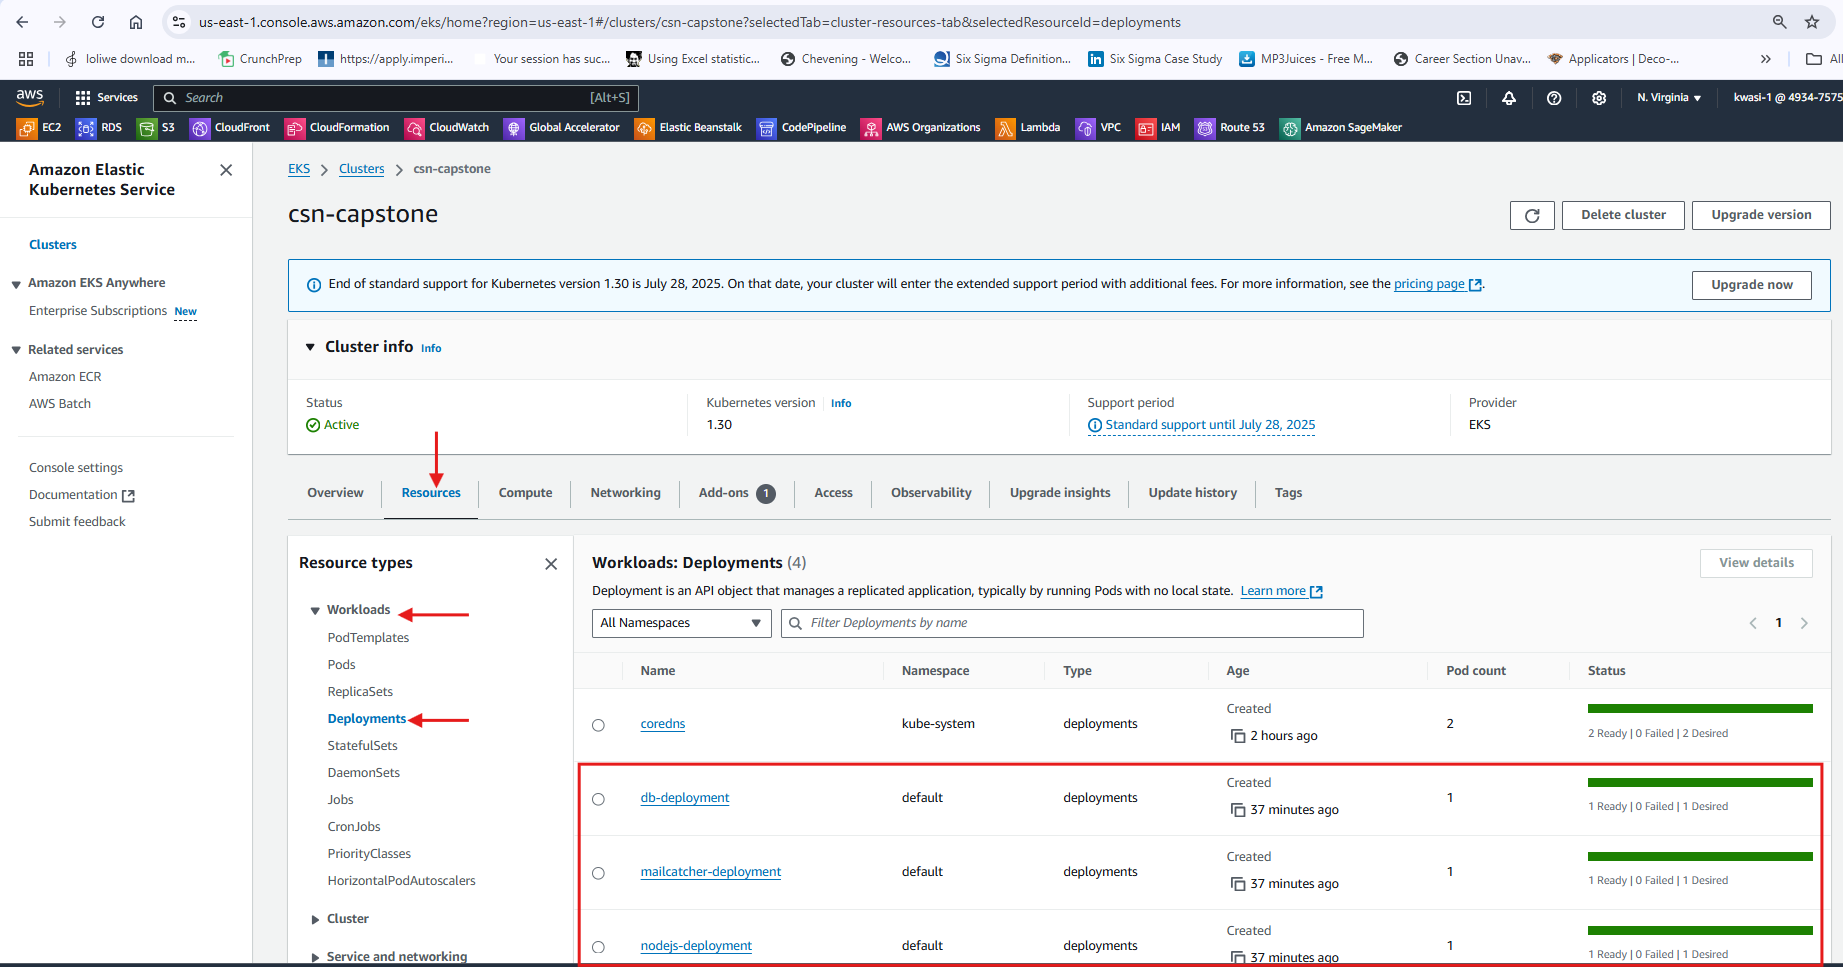 us-east-1.console.aws.amazon.com/eks/home?region=us-east-1#/clusters/csn-capstone?selectedTab=cluster-resources-tab&selectedResourceId=deployments
loliwe download m...
CrunchPrep
https://apply.imperi...
Your session has suc...
Using Excel statistic...
Chevening - Welco...
Six Sigma Definition...
Six Sigma Case Study
MP3Juices - Free M...
Career Section Unav...
Applicators | Deco-...
All
aws
Services
Search
[Alt+S]
N. Virginia
kwasi-1 @ 4934-7575
EC2
RDS
S3
CloudFront
CloudFormation
CloudWatch
Global Accelerator
Elastic Beanstalk
CodePipeline
AWS Organizations
Lambda
VPC
IAM
Route 53
Amazon SageMaker
Amazon Elastic
Kubernetes Service
Clusters
Amazon EKS Anywhere
Enterprise Subscriptions New
Related services
Amazon ECR
AWS Batch
Console settings
Documentation
Submit feedback
EKS > Clusters > csn-capstone
csn-capstone
Delete cluster
Upgrade version
End of standard support for Kubernetes version 1.30 is July 28, 2025. On that date, your cluster will enter the extended support period with additional fees. For more information, see the pricing page.
Upgrade now
Cluster info Info
Status
Active
Kubernetes version Info
1.30
Support period
Standard support until July 28, 2025
Provider
EKS
Overview
Resources
Compute
Networking
Add-ons 1
Access
Observability
Upgrade insights
Update history
Tags
Resource types
Workloads
PodTemplates
Pods
ReplicaSets
Deployments
StatefulSets
DaemonSets
Jobs
CronJobs
PriorityClasses
HorizontalPodAutoscalers
Cluster
Service and networking
Workloads: Deployments (4)
View details
Deployment is an API object that manages a replicated application, typically by running Pods with no local state. Learn more
All Namespaces
Filter Deployments by name
1
Name Namespace Type Age Pod count Status
coredns kube-system deployments Created 2 hours ago 2 2 Ready | 0 Failed | 2 Desired
db-deployment default deployments Created 37 minutes ago 1 1 Ready | 0 Failed | 1 Desired
mailcatcher-deployment default deployments Created 37 minutes ago 1 1 Ready | 0 Failed | 1 Desired
nodejs-deployment default deployments Created 37 minutes ago 1 1 Ready | 0 Failed | 1 Desired